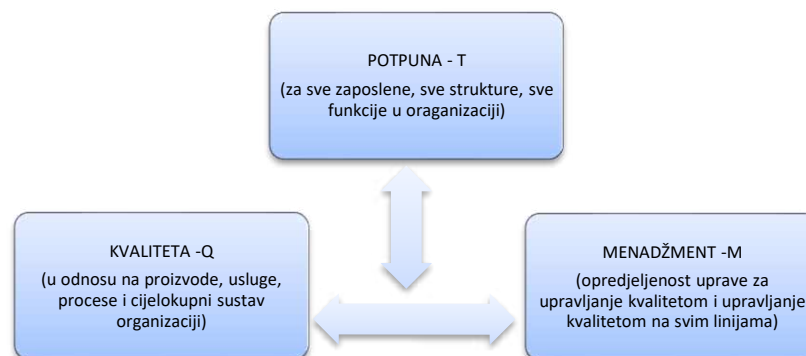 POTPUNA - T
(za sve zaposlene, sve strukture, sve
funkcije u oraganizaciji)
KVALITETA -Q
(u odnosu na proizvode, usluge,
procese i cijelokupni sustav
organizaciji)
MENADŽMENT -M
(opredjeljenost uprave za
upravljanje kvalitetom i upravljanje
kvalitetom na svim linijama)